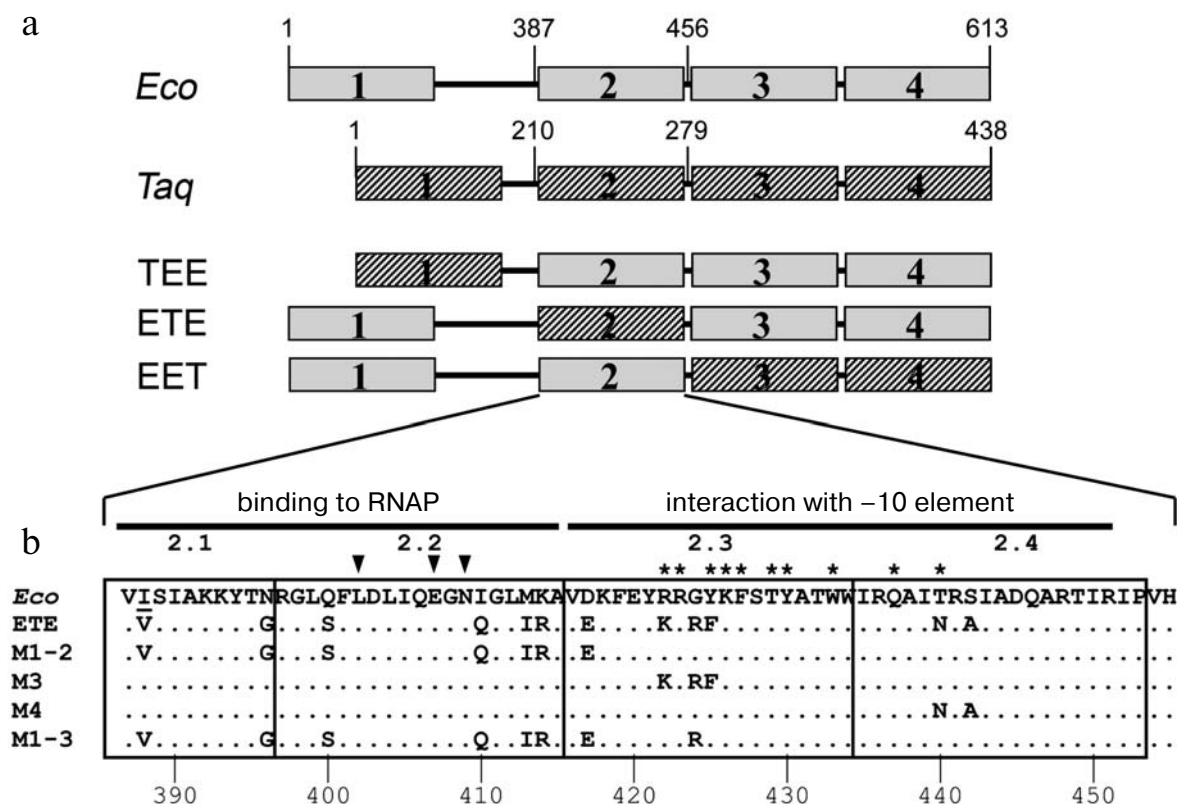 a
1 387 456 613
Eco 1 2 3 4
1 210 279 438
Taq 1 2 3 4
TEE 1 2 3 4
ETE 1 2 3 4
EET 1 2 3 4
binding to RNAP interaction with −10 element
b 2.1 2.2 2.3 2.4
** *** ** * * *
Eco VISIAKKYTNRGLQFLDLIQEGNIGLMKAVDKFEYRRGYKFSTYATWWIRQAITRSIADQARTIRIPVH
ETE .V.......G...S.........Q..IR..E....K.RF..............N.A.............
M1-2 .V.......G...S.........Q..IR..E......................................
M3 ...................................K.RF..............................
M4 .....................................................N.A.............
M1-3 .V.......G...S.........Q..IR..E......R...............................
390 400 410 420 430 440 450